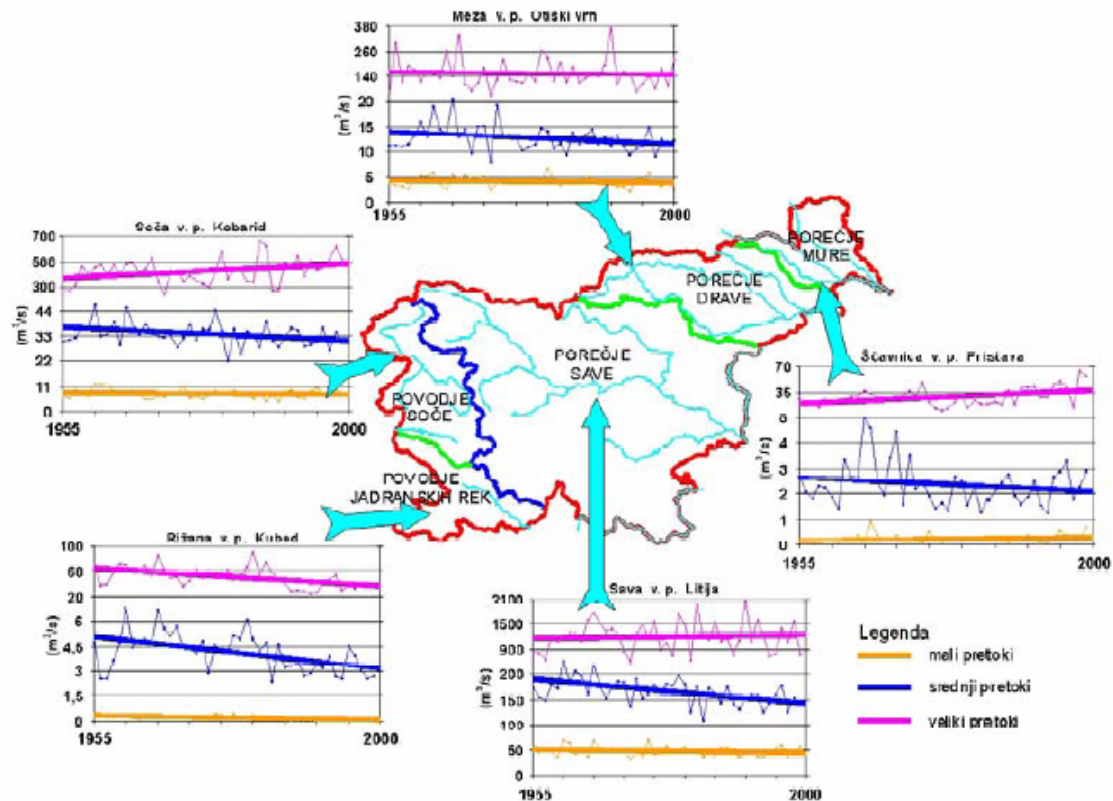 Meža v. p. Otiški vrh
380
260
140
20
15
10
5
0
(m³/s)
(m³/s)
1955
2000
Soča v. p. Kobarid
700
500
300
44
33
22
11
0
(m³/s)
1955
2000
POREČJE
MURE
POREČJE
DRAVE
POREČJE
SAVE
POVODJE
SOČE
POVODJE
JADRANSKIH REK
Ščavnica v. p. Pristava
70
35
4
3
2
1
0
(m³/s)
1955
2000
Rižana v. p. Kubed
100
60
20
6
4,5
3
1,5
0
(m³/s)
1955
2000
Sava v. p. Litija
2100
1500
900
200
150
100
50
0
(m³/s)
1955
2000
Legenda
mali pretoki
srednji pretoki
veliki pretoki